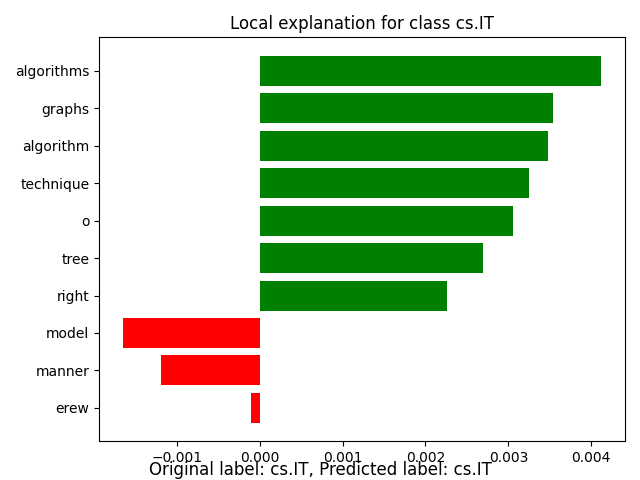 Local explanation for class cs.IT
algorithms
graphs
algorithm
technique
o
tree
right
model
manner
erew
−0.001 0.000 0.001 0.002 0.003 0.004
Original label: cs.IT, Predicted label: cs.IT